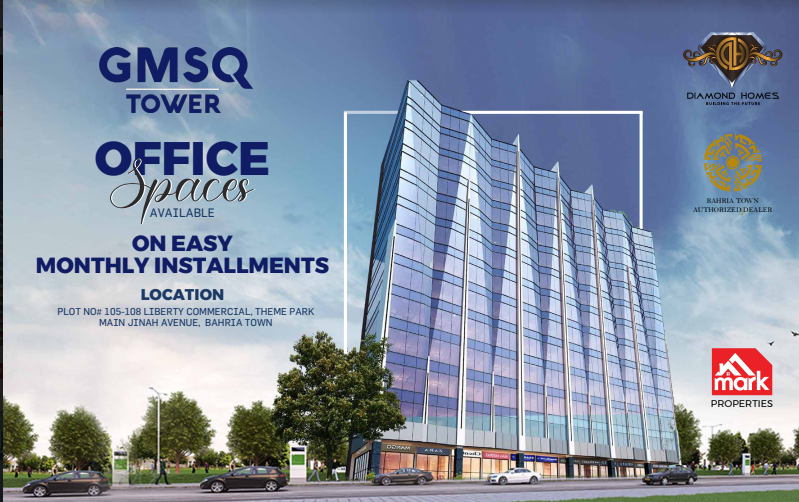 GMSQ
TOWER
OFFICE
Spaces
AVAILABLE
ON EASY
MONTHLY INSTALLMENTS
LOCATION
PLOT NO# 105-108 LIBERTY COMMERCIAL, THEME PARK
MAIN JINAH AVENUE, BAHRIA TOWN
DIAMOND HOMES
BUILDING THE FUTURE
BAHRIA TOWN
AUTHORIZED DEALER
mark
PROPERTIES